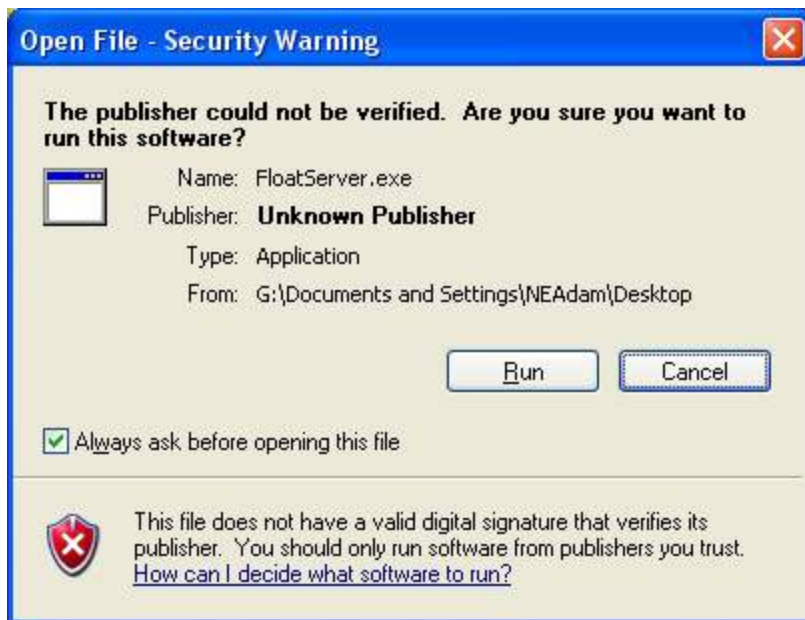 Open File - Security Warning
The publisher could not be verified.  Are you sure you want to
run this software?
Name: FloatServer.exe
Publisher: Unknown Publisher
Type: Application
From: G:\Documents and Settings\NEAdam\Desktop
Run Cancel
Always ask before opening this file
This file does not have a valid digital signature that verifies its
publisher.  You should only run software from publishers you trust.
How can I decide what software to run?